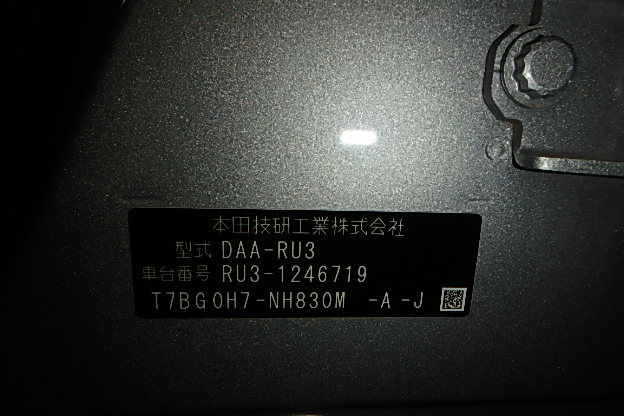 本田技研工業株式会社
型式 DAA-RU3
車台番号 RU3-1246719
T7BG0H7-NH830M -A -J